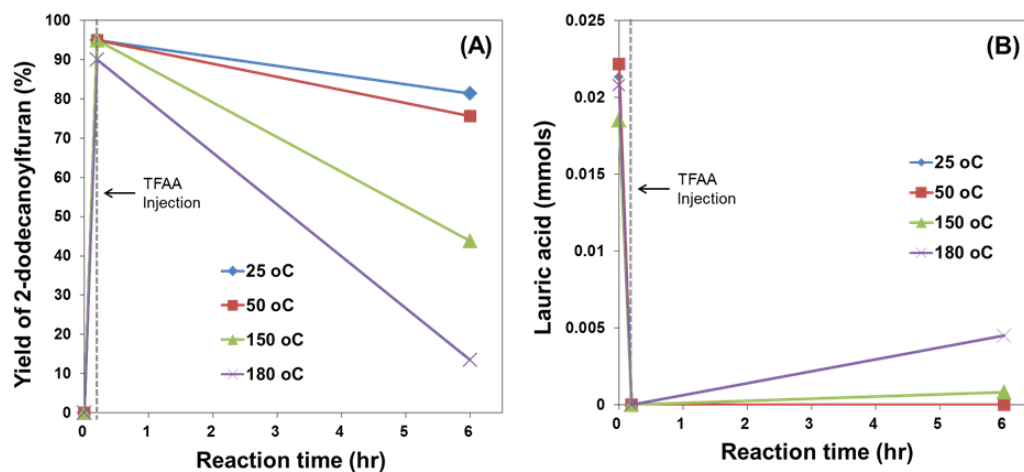 (A)
Yield of 2-dodecanoylfuran (%)
100
90
80
70
60
50
40
30
20
10
0
TFAA
Injection
25 oC
50 oC
150 oC
180 oC
0 1 2 3 4 5 6
Reaction time (hr)
(B)
Lauric acid (mmols)
0.025
0.02
0.015
0.01
0.005
0
TFAA
Injection
25 oC
50 oC
150 oC
180 oC
0 1 2 3 4 5 6
Reaction time (hr)